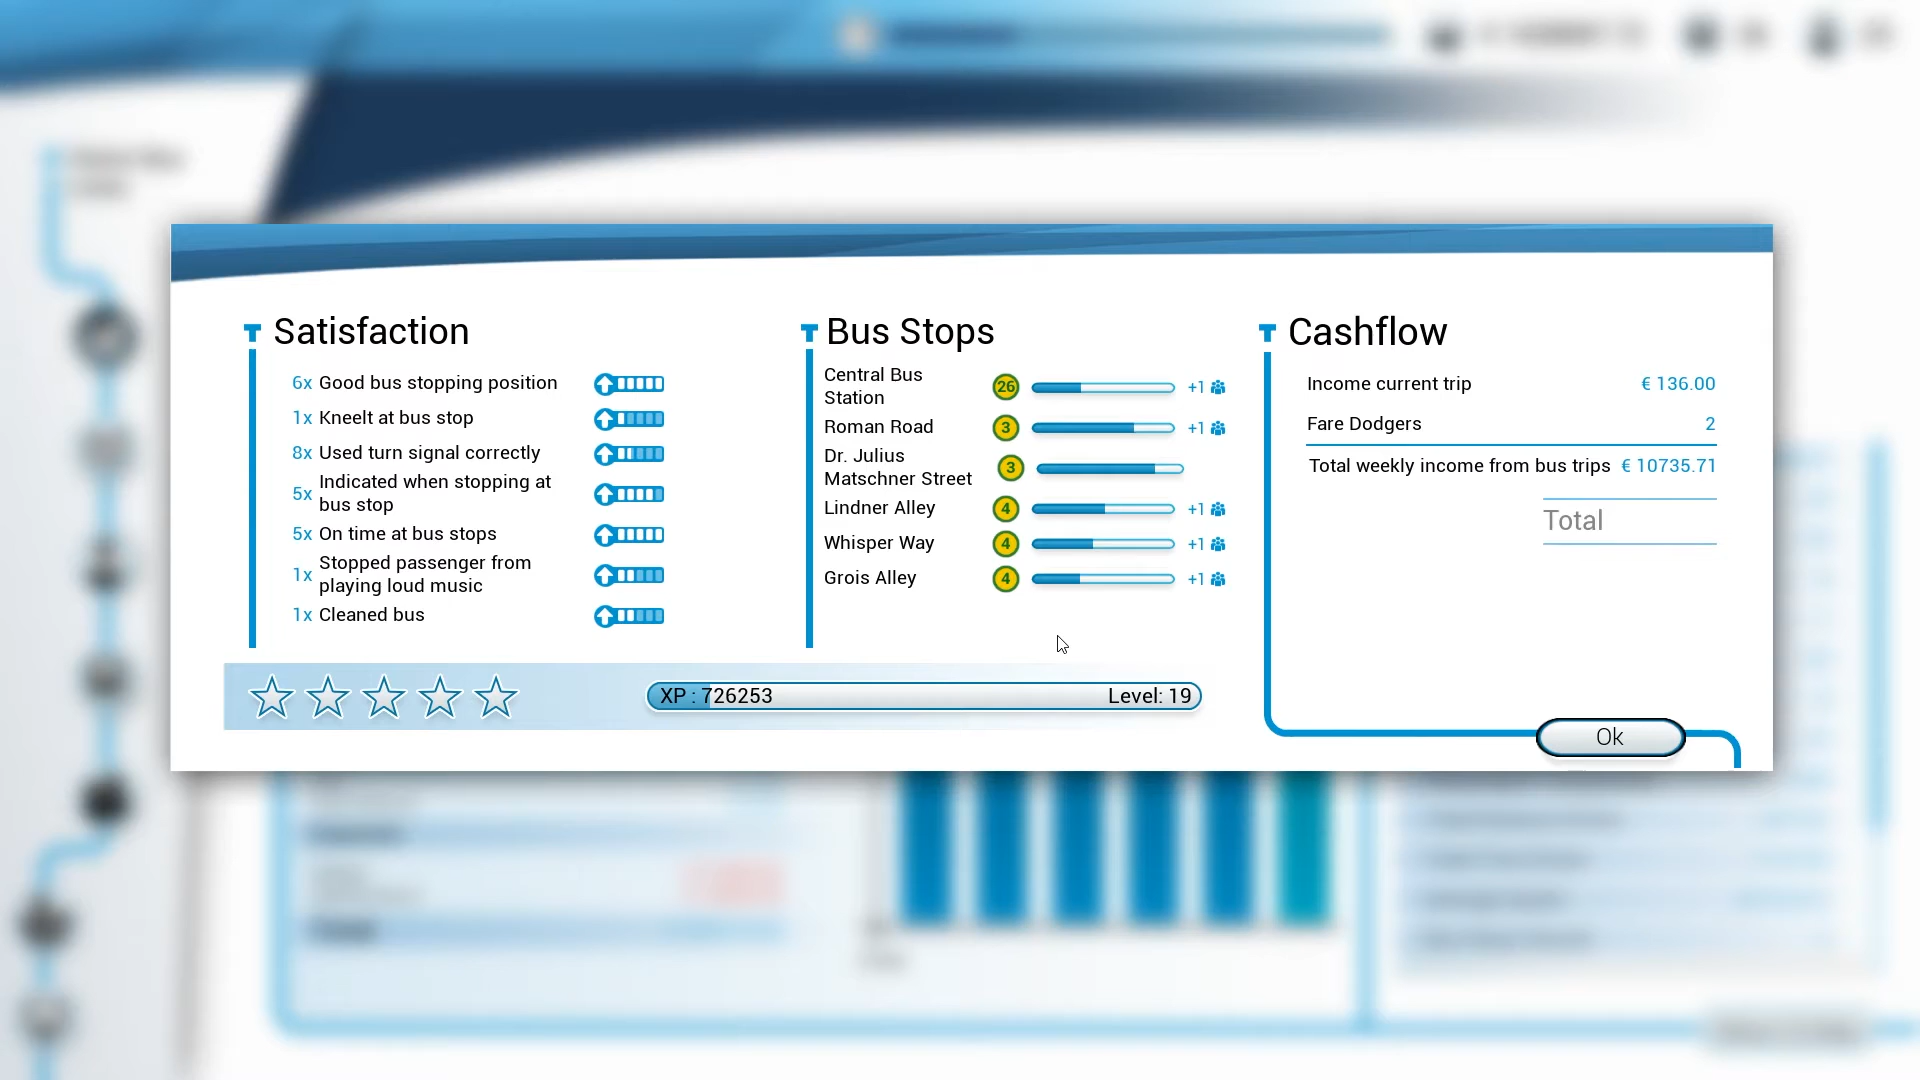 Satisfaction
6x Good bus stopping position
1x Kneelt at bus stop
8x Used turn signal correctly
5x Indicated when stopping at
bus stop
5x On time at bus stops
1x Stopped passenger from
playing loud music
1x Cleaned bus
Bus Stops
Central Bus
Station 26 +1
Roman Road 3 +1
Dr. Julius
Matschner Street 3
Lindner Alley 4 +1
Whisper Way 4 +1
Grois Alley 4 +1
Cashflow
Income current trip € 136.00
Fare Dodgers 2
Total weekly income from bus trips € 10735.71
Total
XP : 726253 Level: 19
Ok